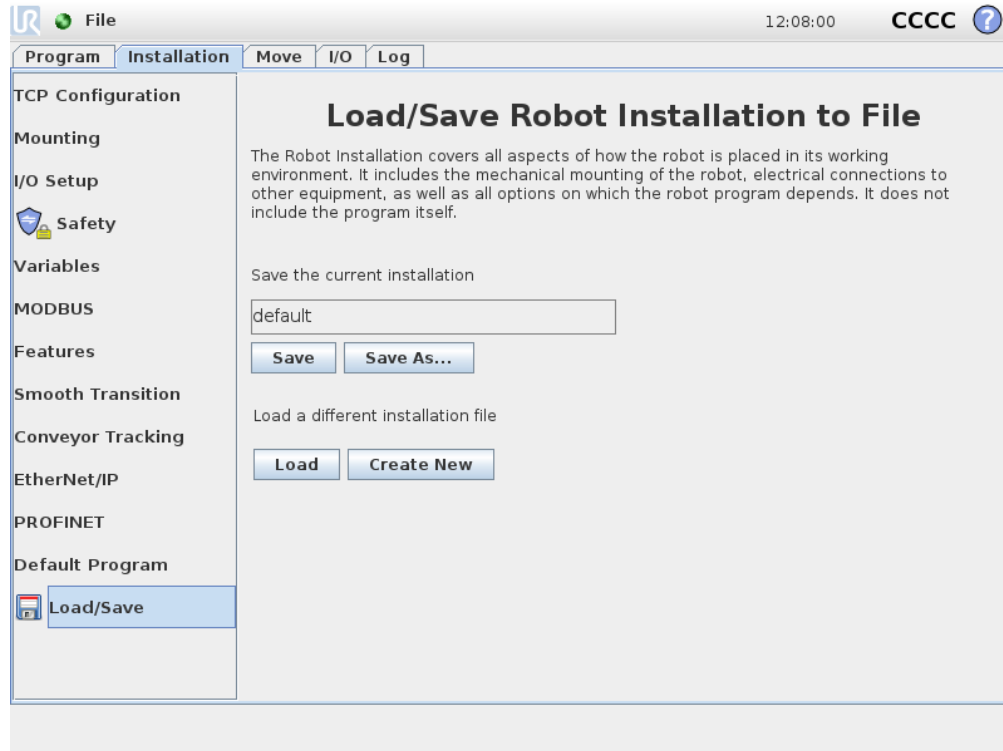 UR File 12:08:00 CCCC ?
Program Installation Move I/O Log
TCP Configuration
Mounting
I/O Setup
Safety
Variables
MODBUS
Features
Smooth Transition
Conveyor Tracking
EtherNet/IP
PROFINET
Default Program
Load/Save
Load/Save Robot Installation to File
The Robot Installation covers all aspects of how the robot is placed in its working
environment. It includes the mechanical mounting of the robot, electrical connections to
other equipment, as well as all options on which the robot program depends. It does not
include the program itself.
Save the current installation
default
Save Save As...
Load a different installation file
Load Create New